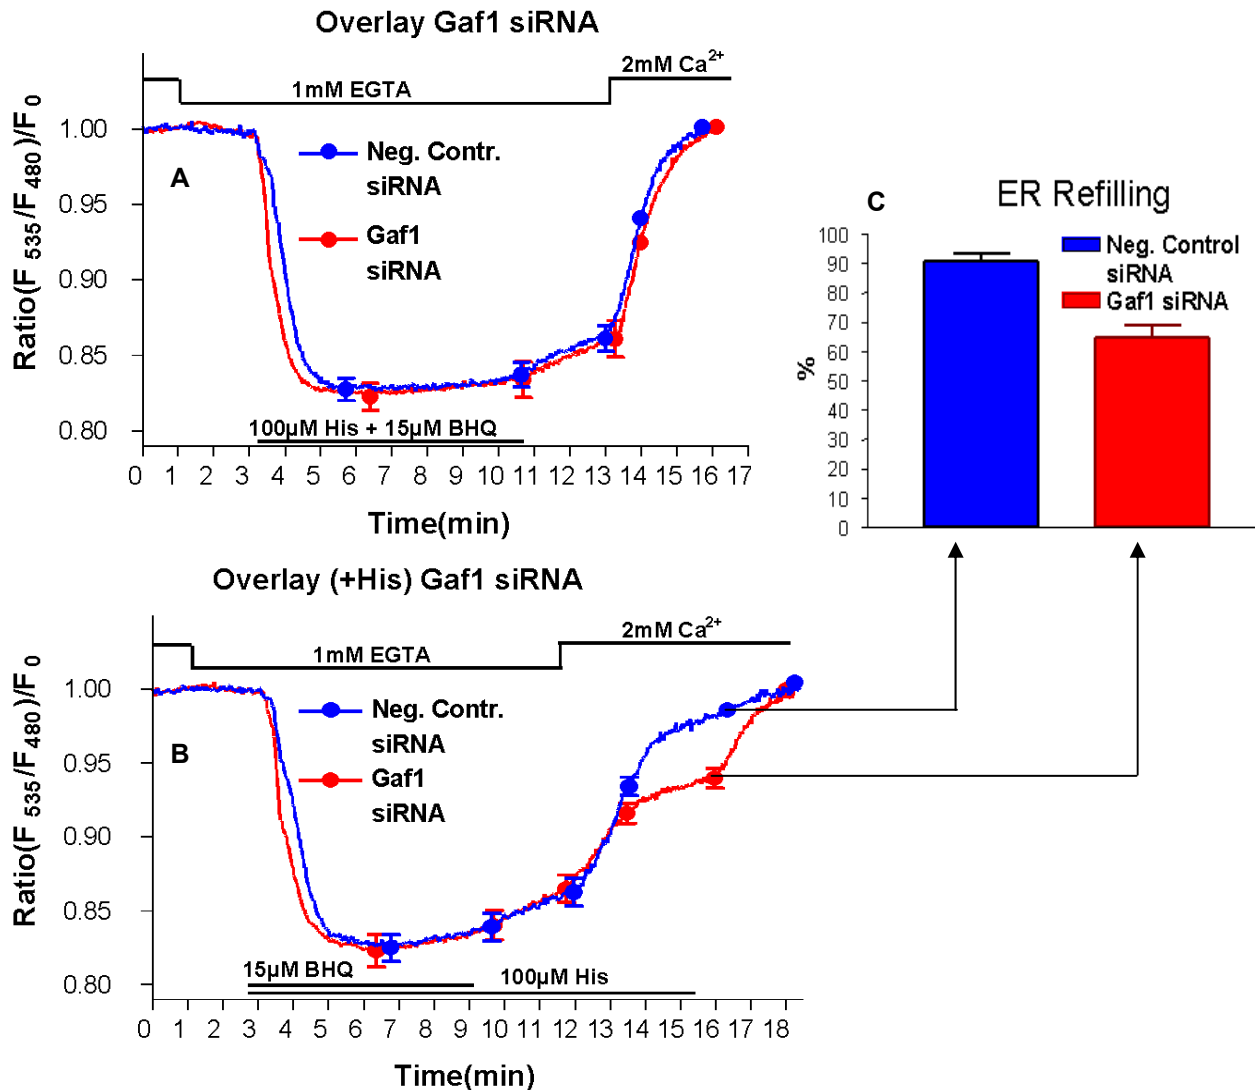 Overlay Gaf1 siRNA
2mM Ca2+
1mM EGTA
Ratio(F 535/F480)/F0
1.00
0.95
0.90
0.85
0.80
A
Neg. Contr.
siRNA
Gaf1
siRNA
100µM His + 15µM BHQ
0 1 2 3 4 5 6 7 8 9 10 11 12 13 14 15 16 17
Time(min)
C
ER Refilling
%
100
90
80
70
60
50
40
30
20
10
0
Neg. Control
siRNA
Gaf1 siRNA
Overlay (+His) Gaf1 siRNA
2mM Ca2+
1mM EGTA
Ratio(F 535/F480)/F0
1.00
0.95
0.90
0.85
0.80
B
Neg. Contr.
siRNA
Gaf1
siRNA
15µM BHQ
100µM His
0 1 2 3 4 5 6 7 8 9 10 11 12 13 14 15 16 17 18
Time(min)